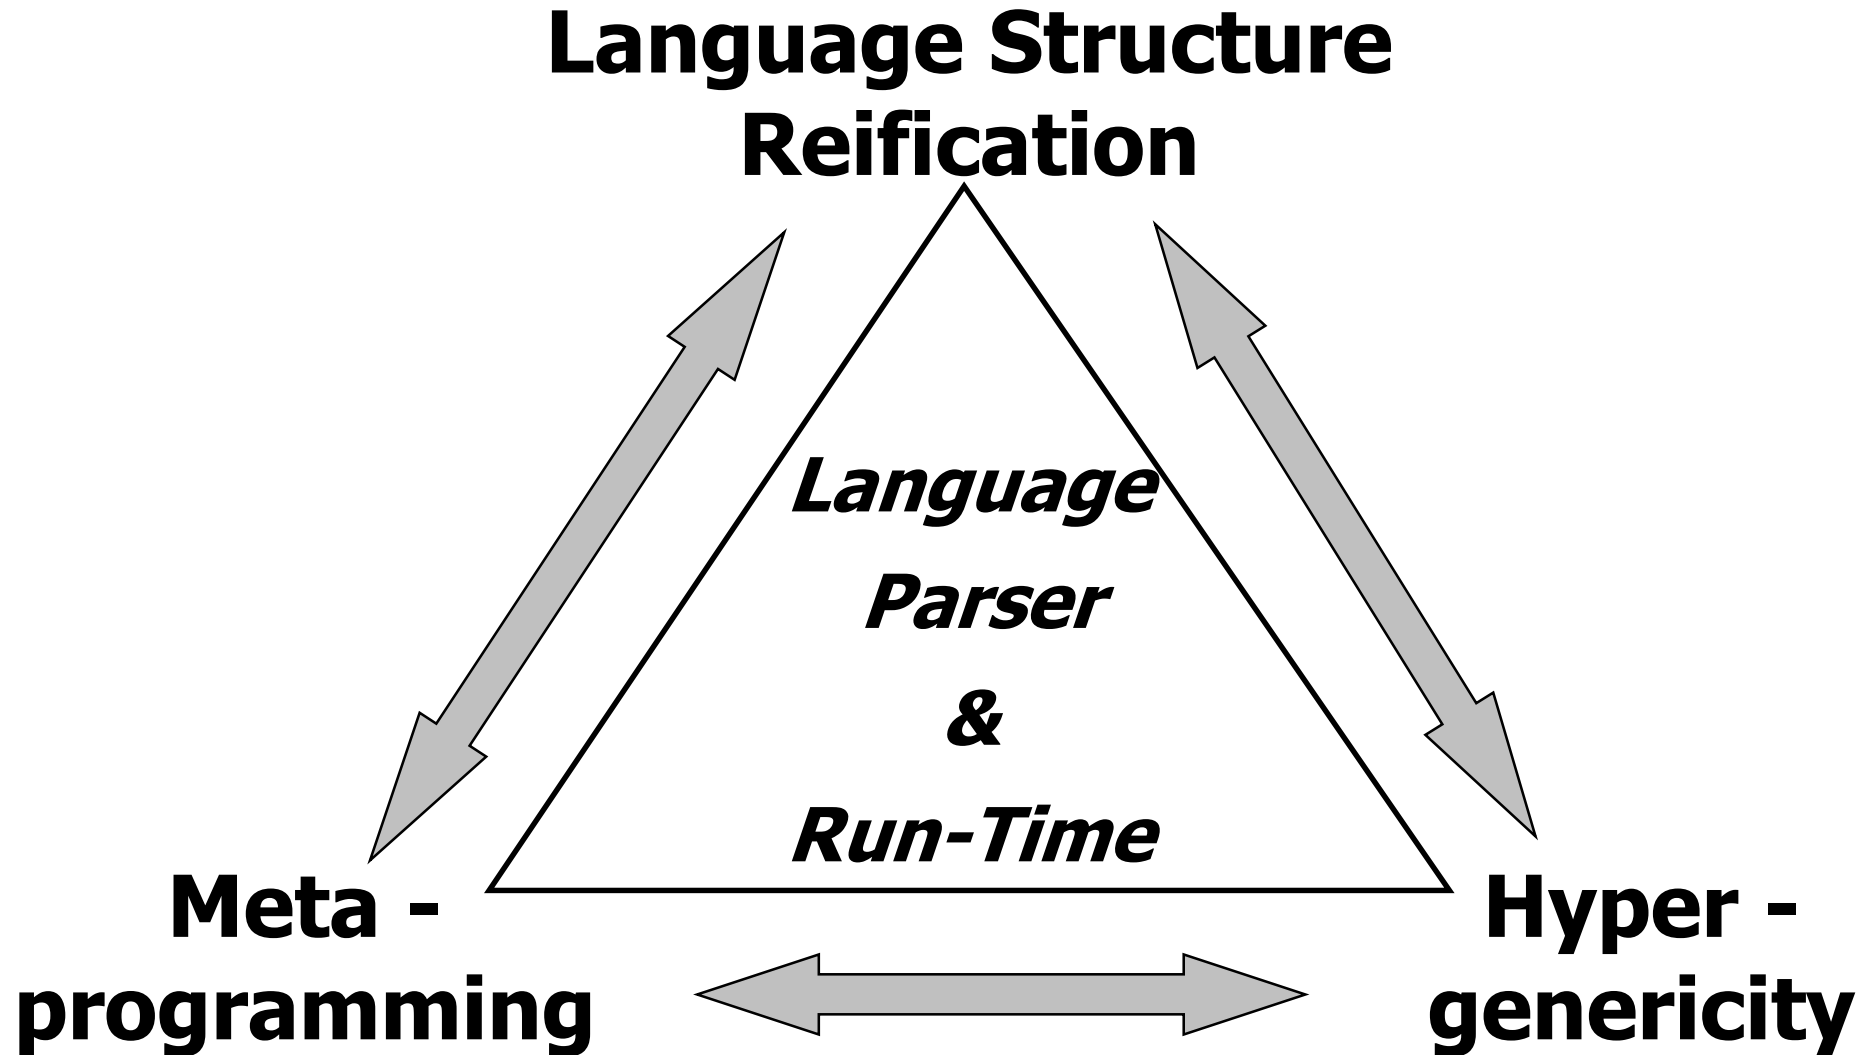 Language Structure
Reification
Language
Parser
&
Run-Time
Meta -
programming
Hyper -
genericity